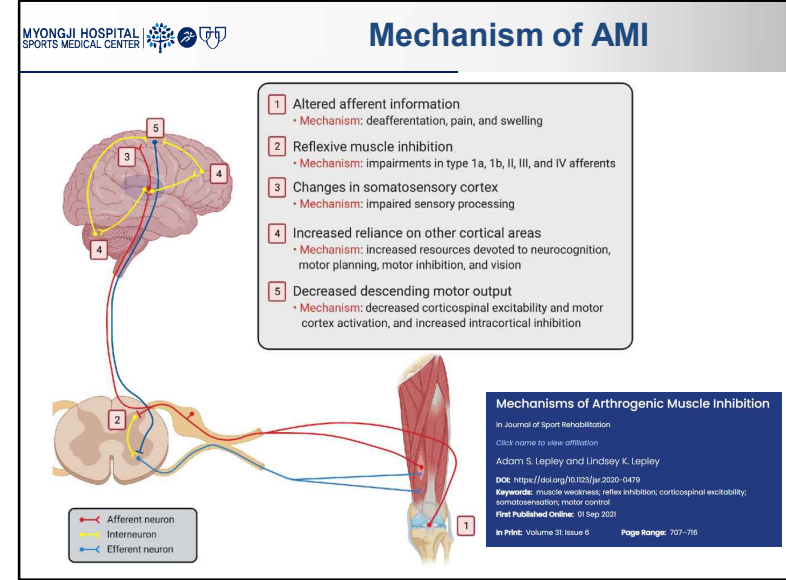 MYONGJI HOSPITAL
SPORTS MEDICAL CENTER
Mechanism of AMI
1 Altered afferent information
• Mechanism: deafferentation, pain, and swelling
2 Reflexive muscle inhibition
• Mechanism: impairments in type 1a, 1b, II, III, and IV afferents
3 Changes in somatosensory cortex
• Mechanism: impaired sensory processing
4 Increased reliance on other cortical areas
• Mechanism: increased resources devoted to neurocognition,
motor planning, motor inhibition, and vision
5 Decreased descending motor output
• Mechanism: decreased corticospinal excitability and motor
cortex activation, and increased intracortical inhibition
5
3
4
4
2
1
Afferent neuron
Interneuron
Efferent neuron
Mechanisms of Arthrogenic Muscle Inhibition
in Journal of Sport Rehabilitation
Click name to view affiliation
Adam S. Lepley and Lindsey K. Lepley
DOI: https://doi.org/10.1123/jsr.2020-0479
Keywords: muscle weakness; reflex inhibition; corticospinal excitability;
somatosensation; motor control
First Published Online: 01 Sep 2021
In Print: Volume 31: Issue 6 Page Range: 707–716